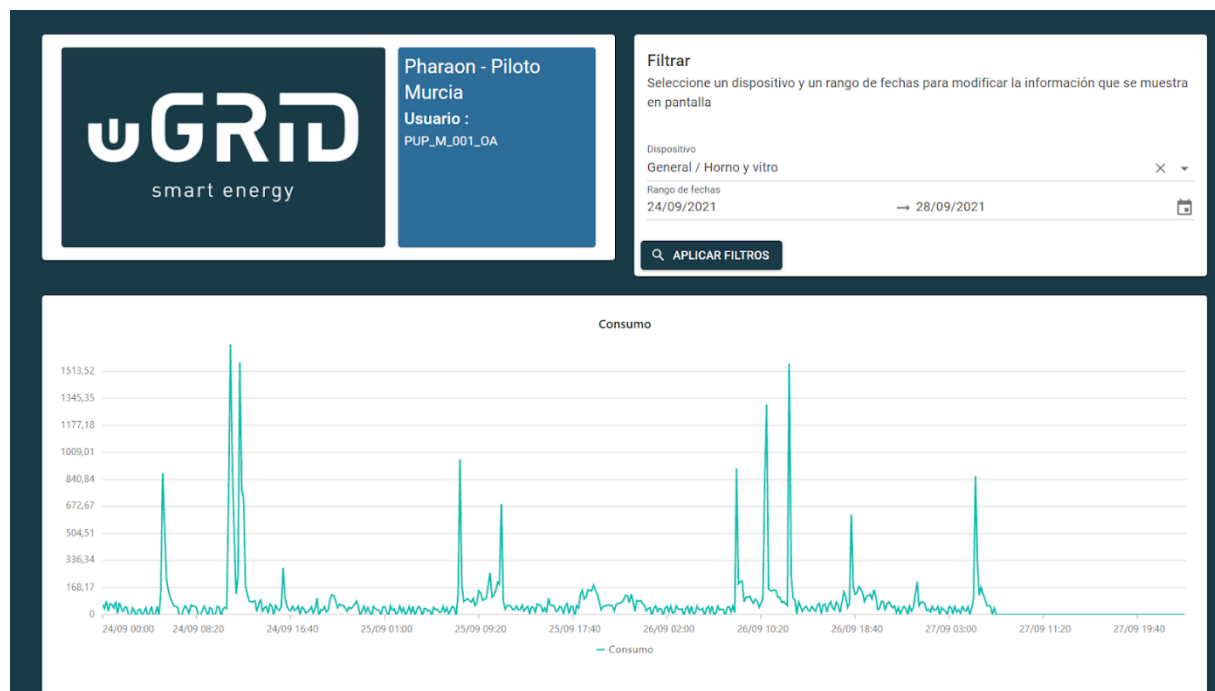 uGRID
smart energy
Pharaon - Piloto
Murcia
Usuario :
PUP_M_001_OA
Filtrar
Seleccione un dispositivo y un rango de fechas para modificar la información que se muestra
en pantalla
Dispositivo
General / Horno y vitro
Rango de fechas
24/09/2021 → 28/09/2021
APLICAR FILTROS
Consumo
1513,52
1345,35
1177,18
1009,01
840,84
672,67
504,51
336,34
168,17
0
24/09 00:00 24/09 08:20 24/09 16:40 25/09 01:00 25/09 09:20 25/09 17:40 26/09 02:00 26/09 10:20 26/09 18:40 27/09 03:00 27/09 11:20 27/09 19:40
Consumo